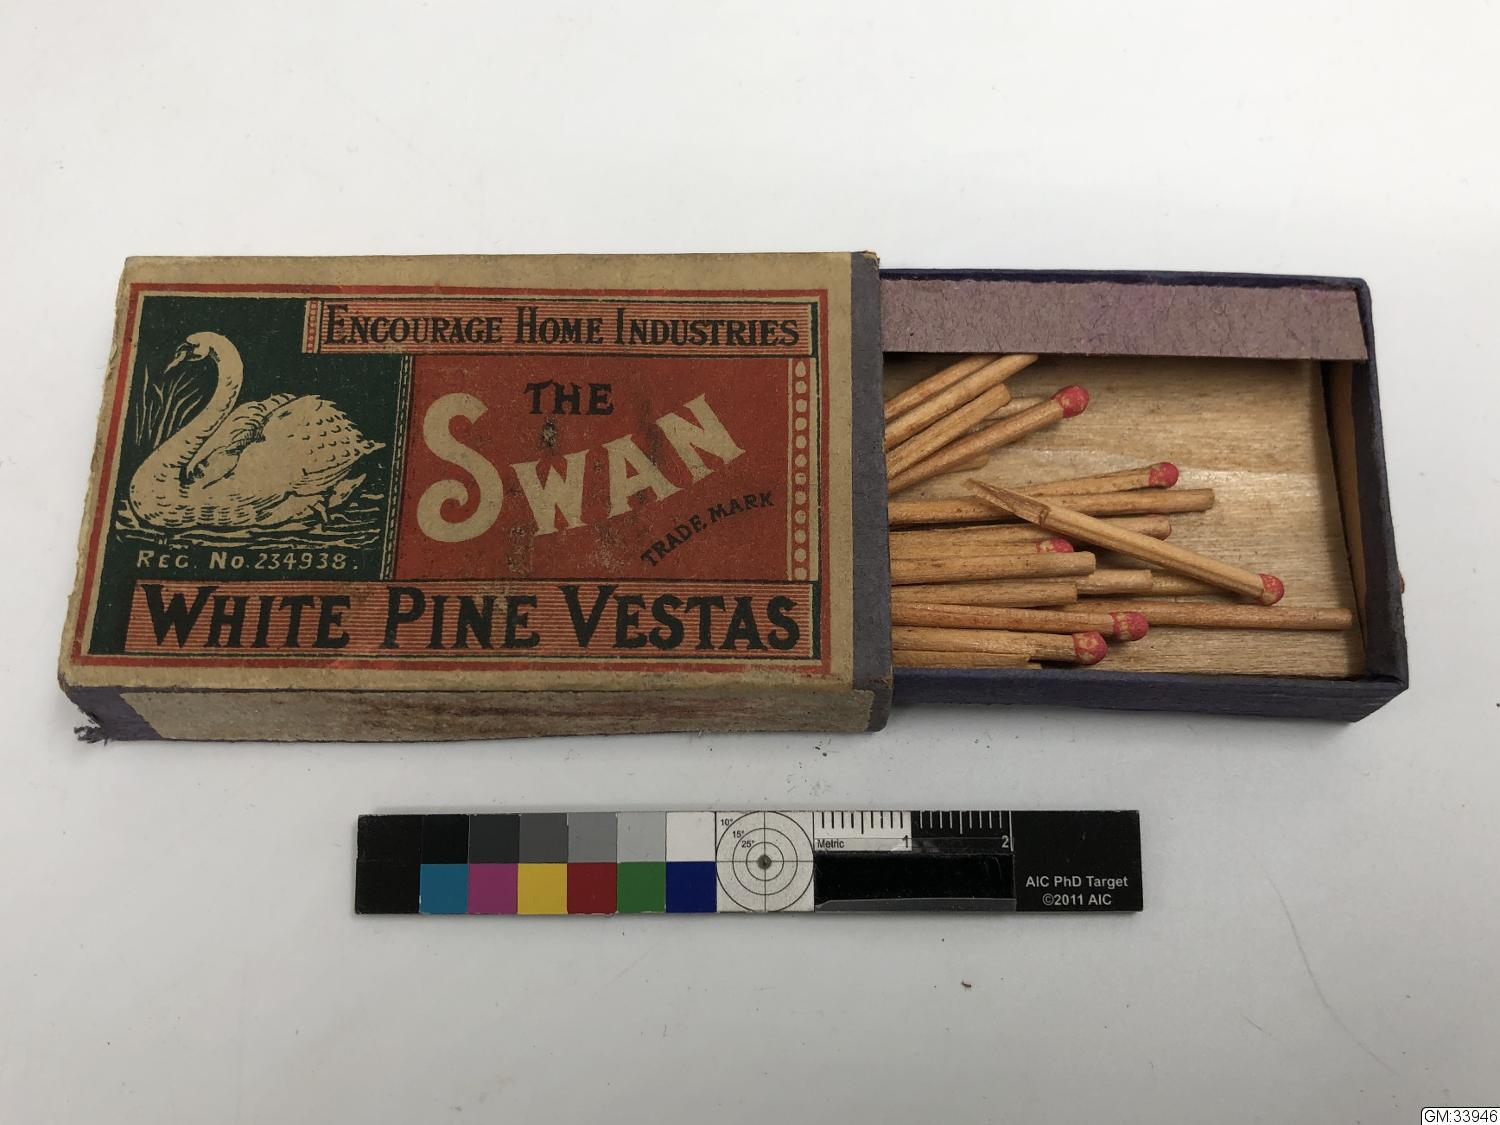 ENCOURAGE HOME INDUSTRIES
THE
SWAN
TRADE MARK
REG. No. 234938.
WHITE PINE VESTAS
10°
15°
25°
Metric
1
2
AIC PhD Target
©2011 AIC
GM:33946